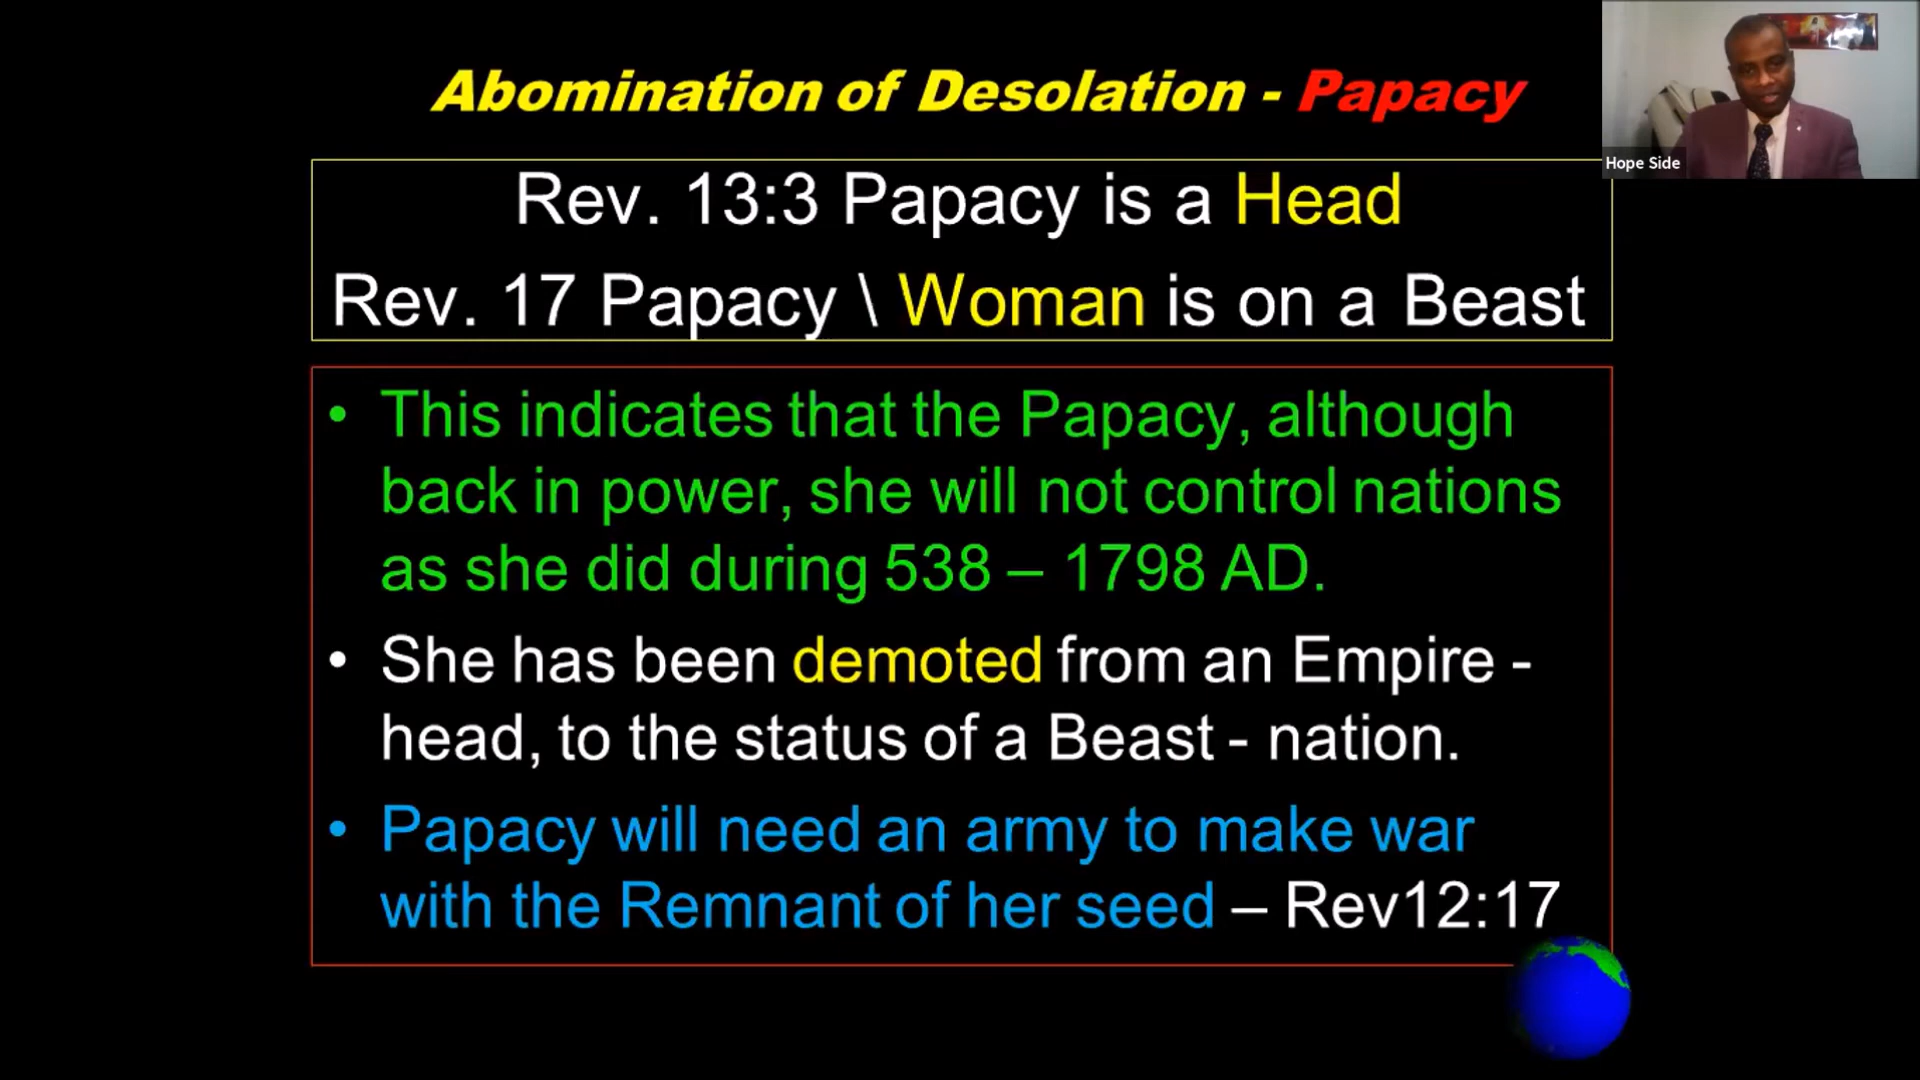 Abomination of Desolation - Papacy
Hope Side
Rev. 13:3 Papacy is a Head
Rev. 17 Papacy \ Woman is on a Beast
• This indicates that the Papacy, although
back in power, she will not control nations
as she did during 538 – 1798 AD.
• She has been demoted from an Empire -
head, to the status of a Beast - nation.
• Papacy will need an army to make war
with the Remnant of her seed – Rev12:17